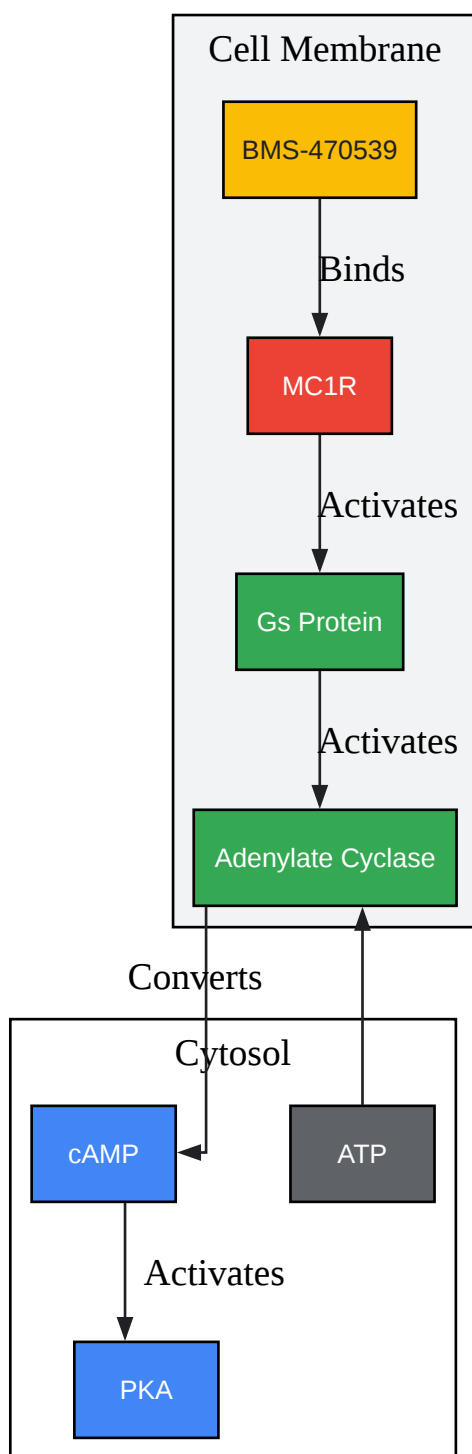 Cell Membrane
BMS-470539
Binds
MC1R
Activates
Gs Protein
Activates
Adenylate Cyclase
Converts
Cytosol
cAMP
ATP
Activates
PKA